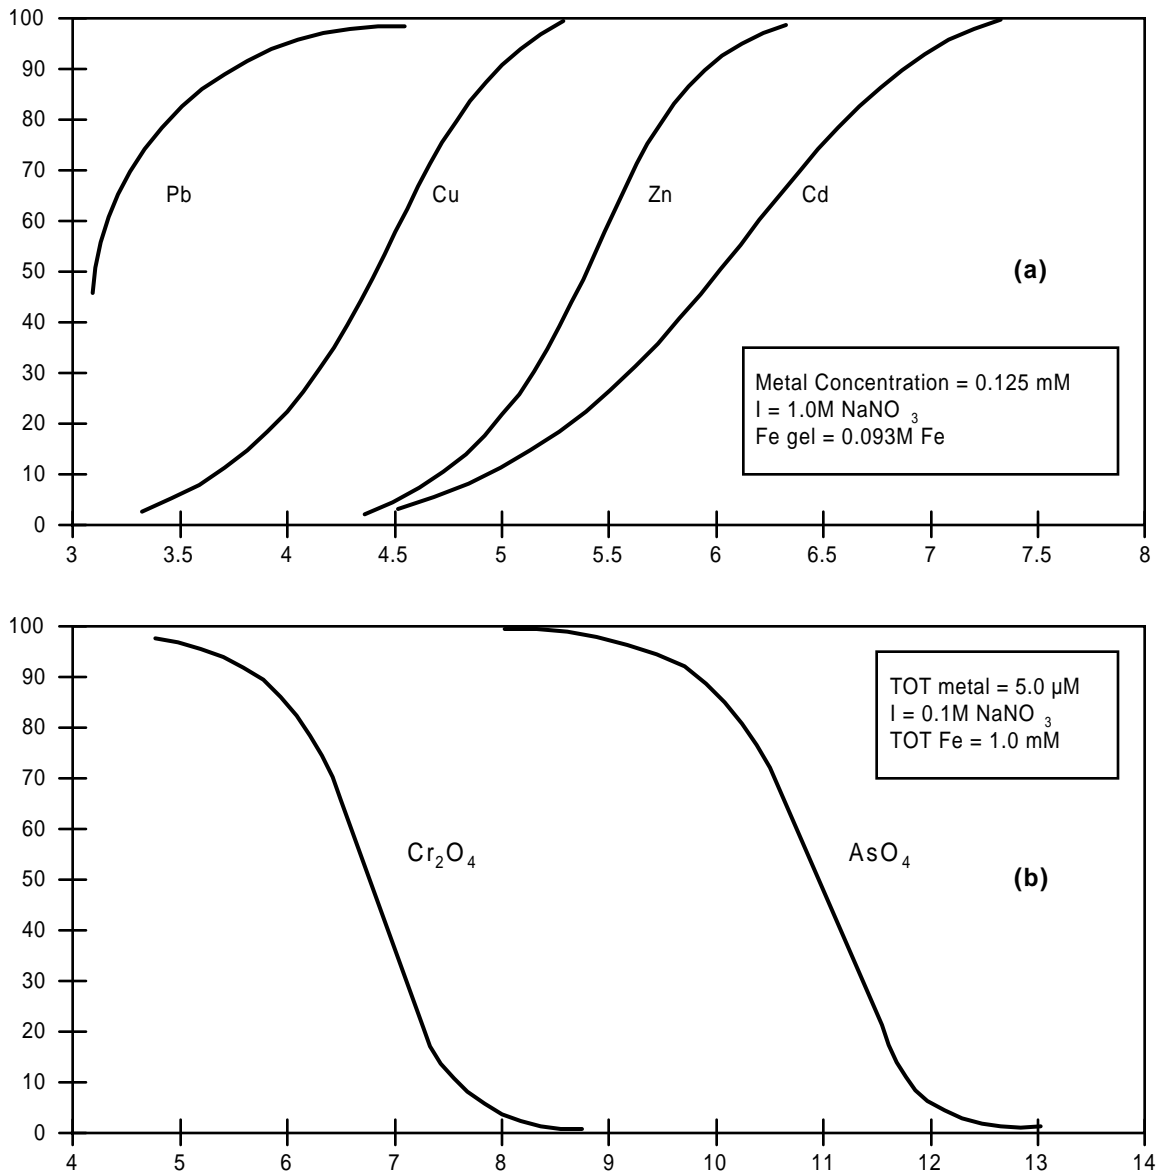 100
90
80
70
60
50
40
30
20
10
0
3 3.5 4 4.5 5 5.5 6 6.5 7 7.5 8
Pb Cu Zn Cd
(a)
Metal Concentration = 0.125 mM
I = 1.0M NaNO 3
Fe gel = 0.093M Fe
100
90
80
70
60
50
40
30
20
10
0
4 5 6 7 8 9 10 11 12 13 14
TOT metal = 5.0 µM
I = 0.1M NaNO 3
TOT Fe = 1.0 mM
Cr2O4 AsO4
(b)